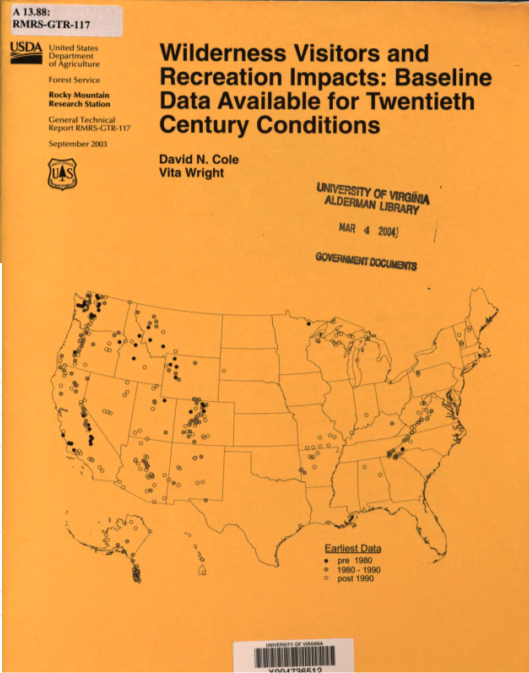 A 13.88:
RMRS-GTR-117
USDA
United States
Department
of Agriculture
Forest Service
Rocky Mountain
Research Station
General Technical
Report RMRS-GTR-117
September 2003
Wilderness Visitors and
Recreation Impacts: Baseline
Data Available for Twentieth
Century Conditions
David N. Cole
Vita Wright
UNIVERSITY OF VIRGINIA
ALDERMAN LIBRARY
MAR 4 2004
GOVERNMENT DOCUMENTS
Earliest Data
pre 1980
1980 - 1990
post 1990
UNIVERSITY OF VIRGINIA
X004736512